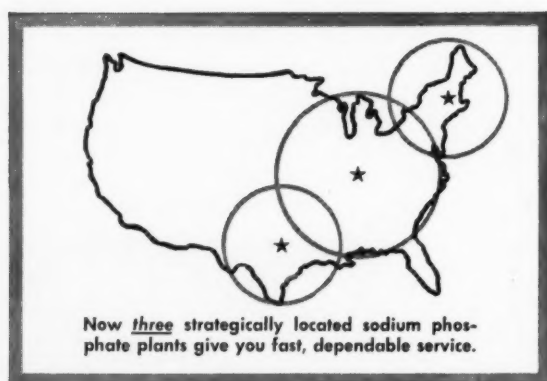 Now three strategically located sodium phos-
phate plants give you fast, dependable service.